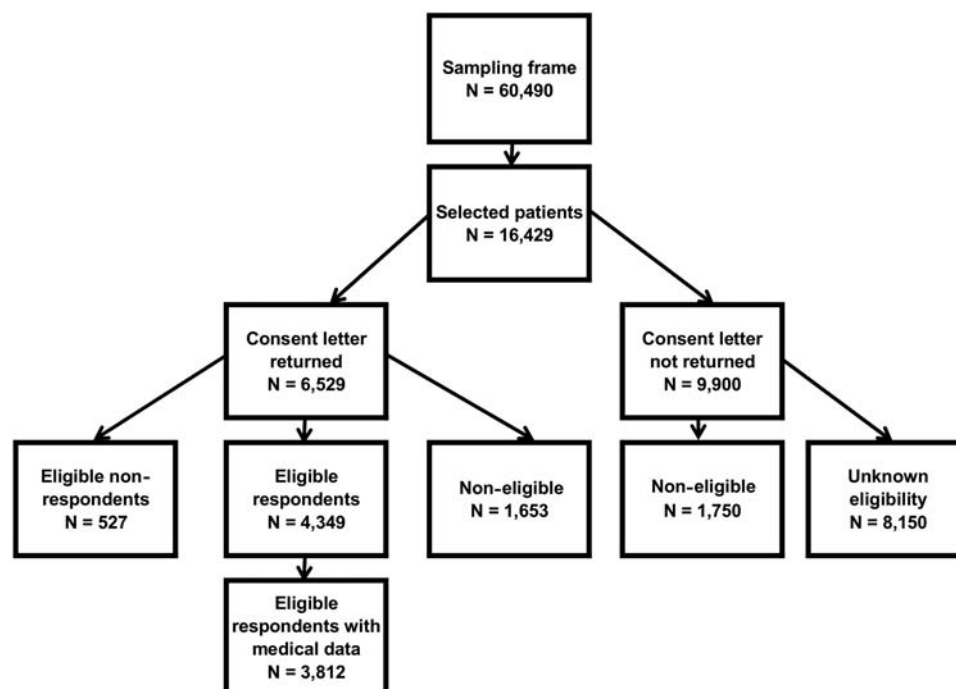 Sampling frame
N = 60,490
Selected patients
N = 16,429
Consent letter
returned
N = 6,529
Consent letter
not returned
N = 9,900
Eligible non-
respondents
N = 527
Eligible
respondents
N = 4,349
Non-eligible
N = 1,653
Non-eligible
N = 1,750
Unknown
eligibility
N = 8,150
Eligible
respondents with
medical data
N = 3,812